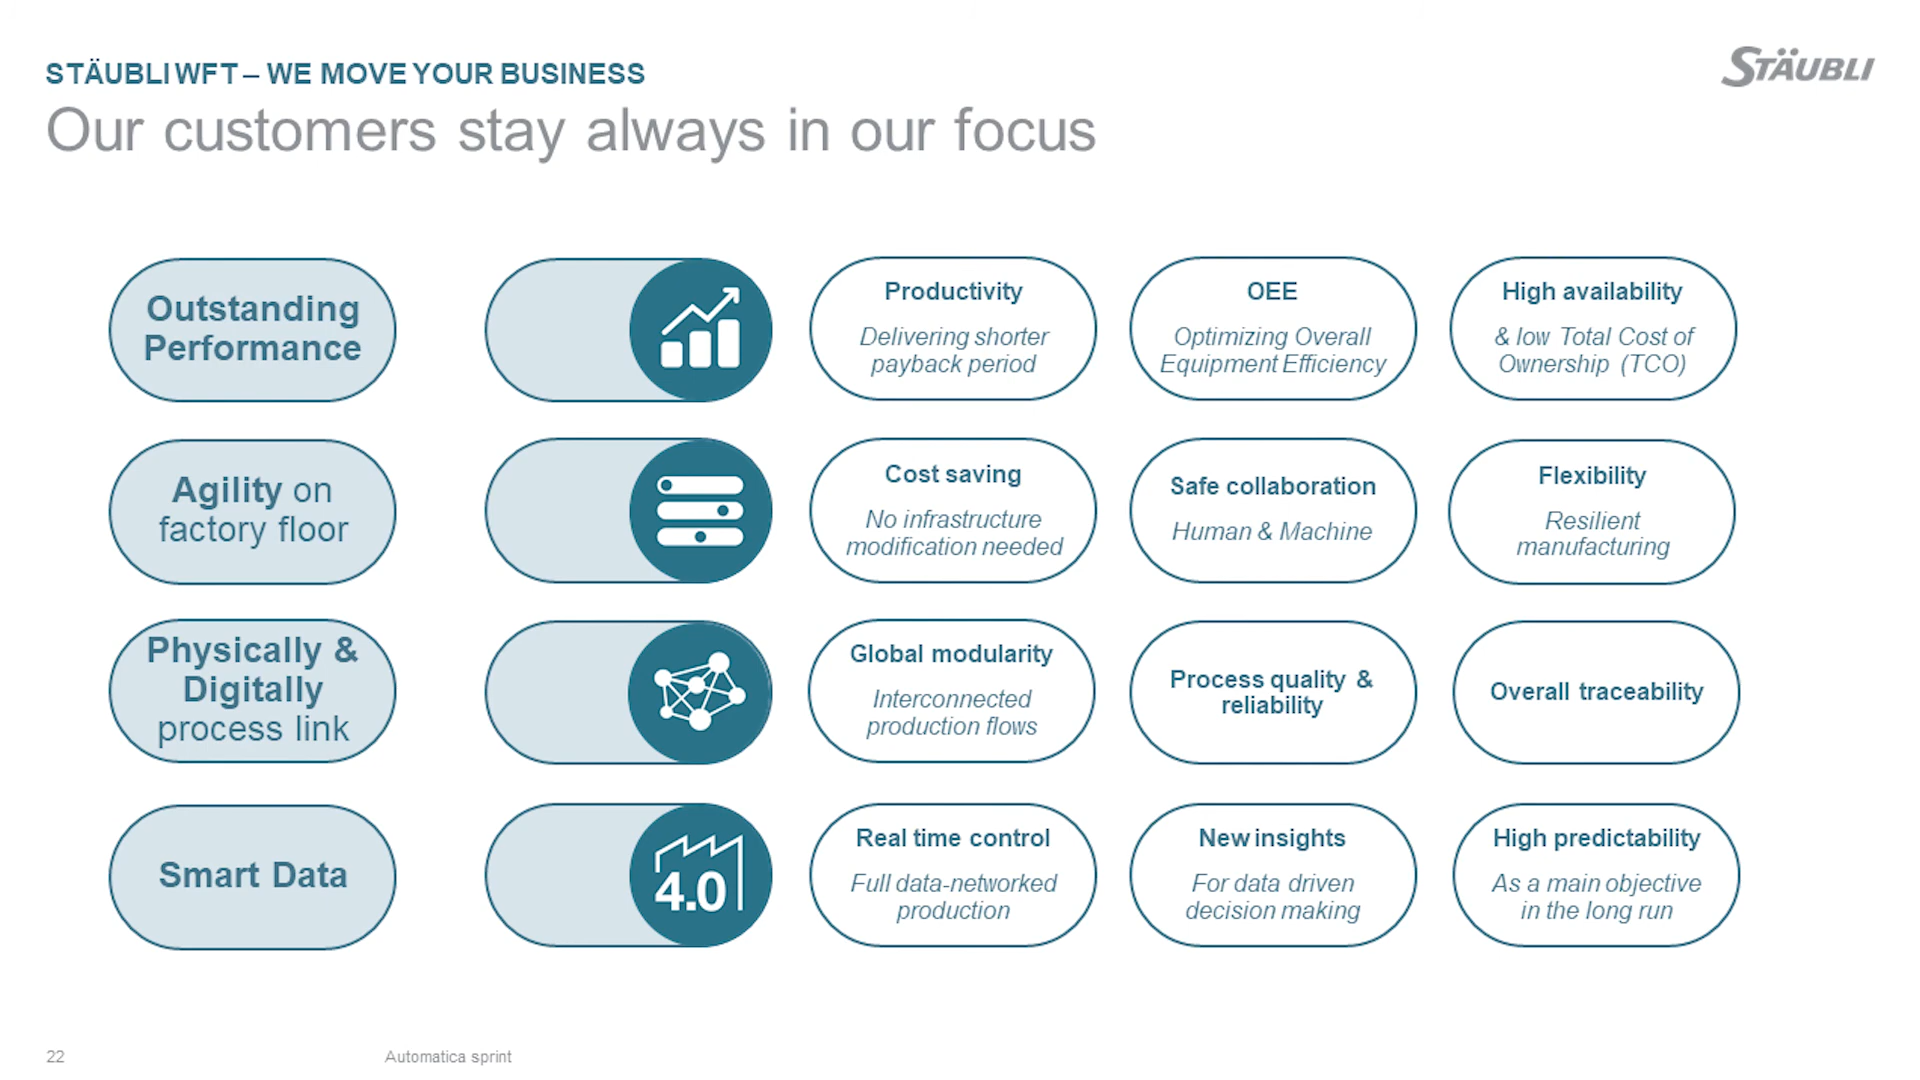 STÄUBLI WFT – WE MOVE YOUR BUSINESS
STÄUBLI
Our customers stay always in our focus
Outstanding
Performance
Productivity
Delivering shorter
payback period
OEE
Optimizing Overall
Equipment Efficiency
High availability
& low Total Cost of
Ownership (TCO)
Agility on
factory floor
Cost saving
No infrastructure
modification needed
Safe collaboration
Human & Machine
Flexibility
Resilient
manufacturing
Physically &
Digitally
process link
Global modularity
Interconnected
production flows
Process quality &
reliability
Overall traceability
Smart Data
4.0
Real time control
Full data-networked
production
New insights
For data driven
decision making
High predictability
As a main objective
in the long run
22
Automatica sprint